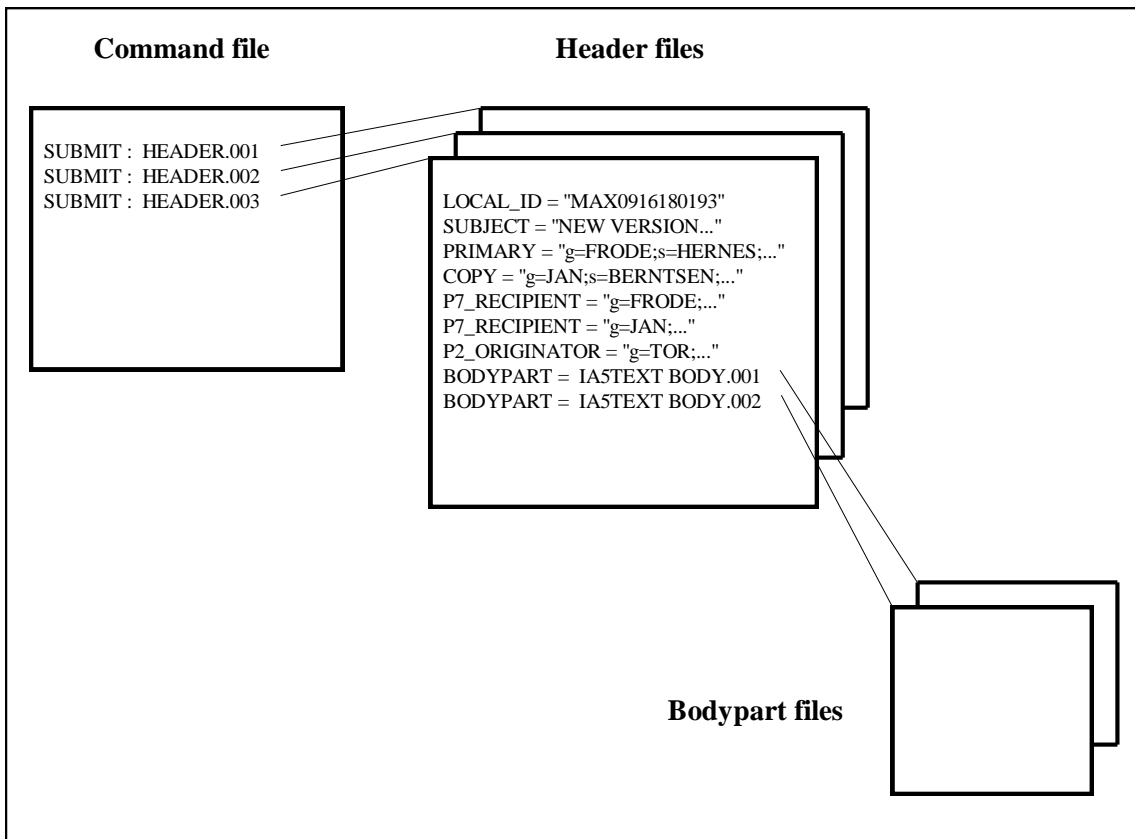 Command file
Header files
SUBMIT : HEADER.001
SUBMIT : HEADER.002
SUBMIT : HEADER.003
LOCAL_ID = "MAX0916180193"
SUBJECT = "NEW VERSION..."
PRIMARY = "g=FRODE;s=HERNES;..."
COPY = "g=JAN;s=BERNTSEN;..."
P7_RECIPIENT = "g=FRODE;..."
P7_RECIPIENT = "g=JAN;..."
P2_ORIGINATOR = "g=TOR;..."
BODYPART = IA5TEXT BODY.001
BODYPART = IA5TEXT BODY.002
Bodypart files